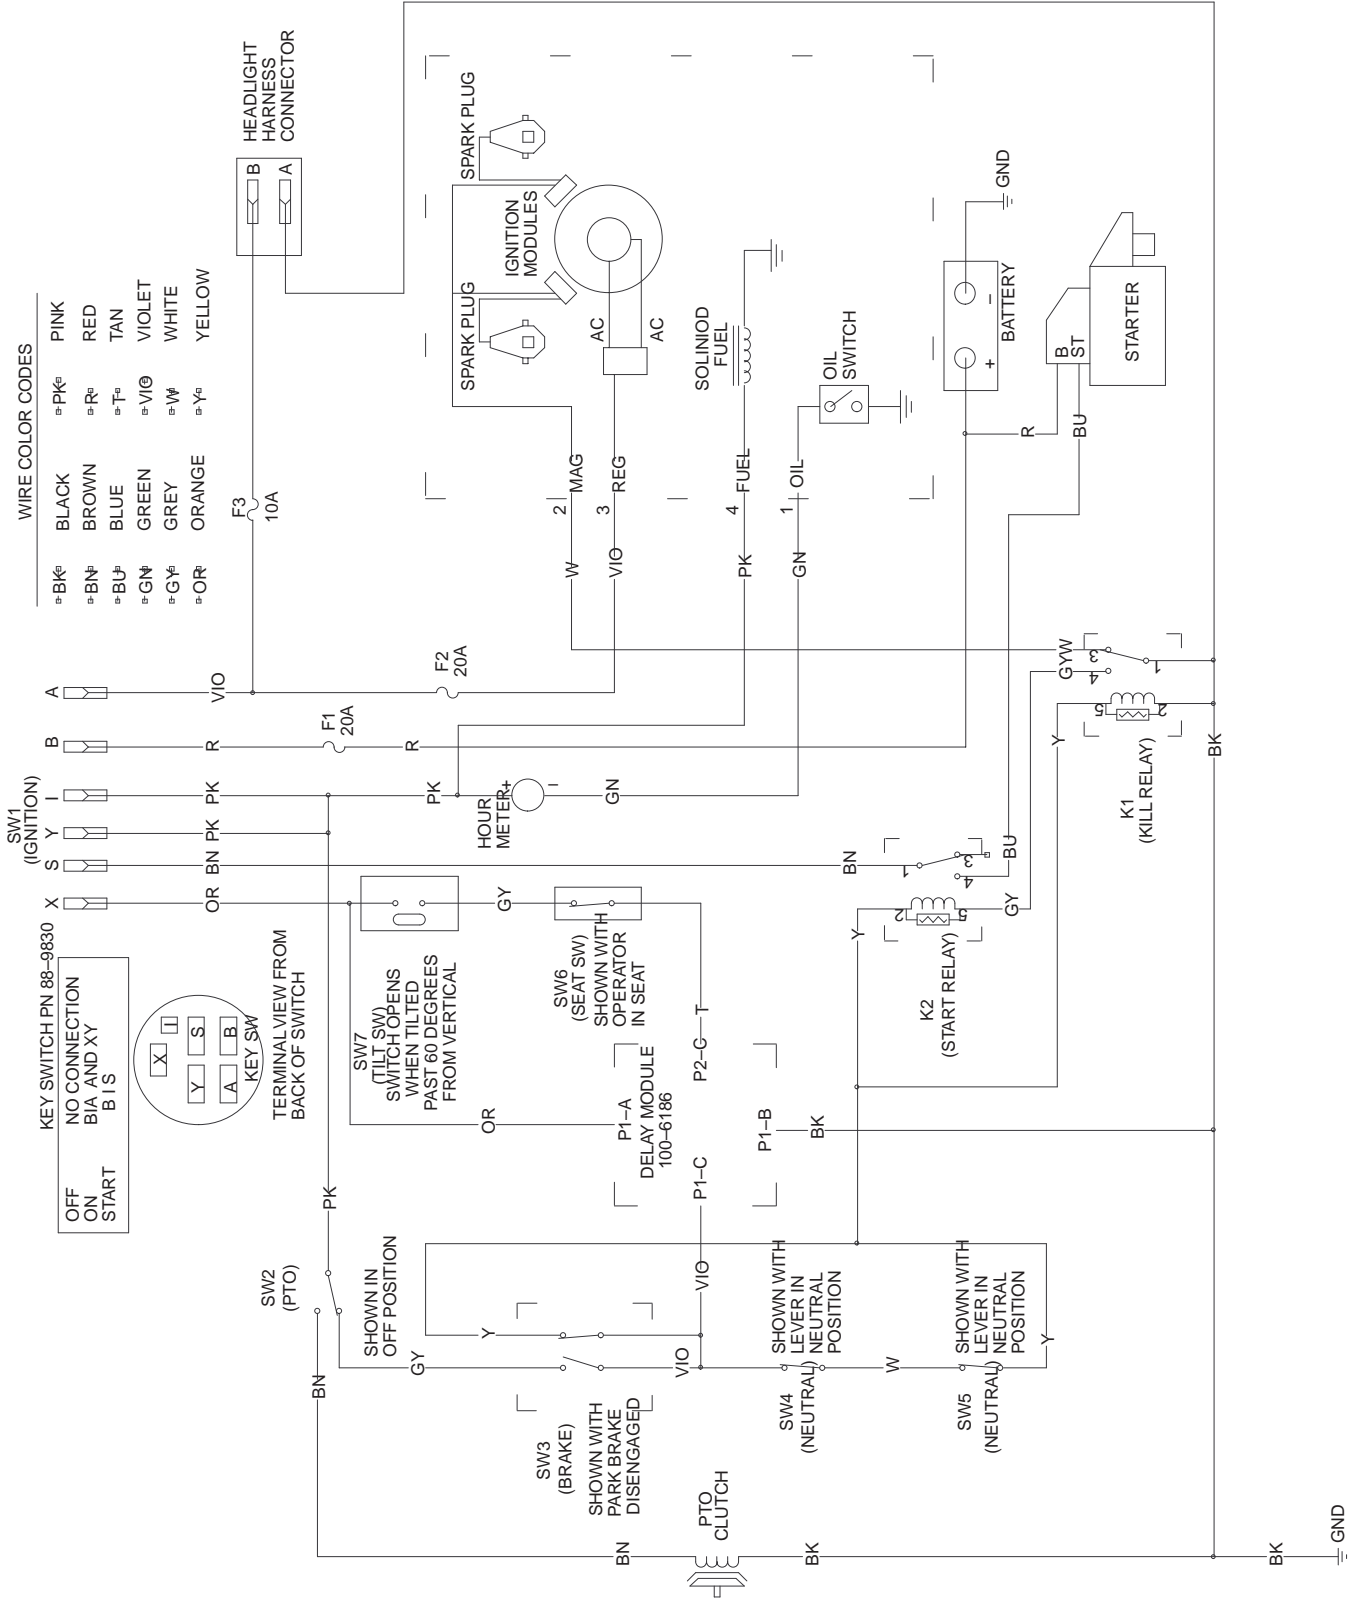 WIRE COLOR CODES
BK BLACK PK PINK
BN BROWN R RED
BU BLUE T TAN
GN GREEN VIO VIOLET
GY GREY W WHITE
OR ORANGE Y YELLOW
HEADLIGHT
HARNESS
CONNECTOR
B
A
F3
10A
SW1
(IGNITION)
A
B
I
Y
S
X
VIO
R
PK
PK
BN
OR
F1
20A
R
F2
20A
PK
HOUR
METER
+
–
GN
KEY SWITCH PN 88–9830
OFF NO CONNECTION
ON BIA AND XY
START B I S
X
I
Y
S
A
B
KEY SW
TERMINAL VIEW FROM
BACK OF SWITCH
SPARK PLUG
SPARK PLUG
IGNITION
MODULES
AC
AC
SOLINIOD
FUEL
OIL
SWITCH
2 MAG
3 REG
4 FUEL
1 OIL
W
VIO
PK
GN
BATTERY
+
–
GND
B
ST
STARTER
R
BU
SW7
(TILT SW)
SWITCH OPENS
WHEN TILTED
PAST 60 DEGREES
FROM VERTICAL
GY
SW6
(SEAT SW)
SHOWN WITH
OPERATOR
IN SEAT
T
OR
P1–A
P2–C
DELAY MODULE
100–6186
P1–C
P1–B
BK
BN
1
3
4
BU
2
5
Y
GY
K2
(START RELAY)
GY
W
4
3
1
5
2
Y
BK
K1
(KILL RELAY)
PK
SW2
(PTO)
SHOWN IN
OFF POSITION
BN
GY
Y
SW3
(BRAKE)
SHOWN WITH
PARK BRAKE
DISENGAGED
VIO
VIO
SW4
(NEUTRAL)
SHOWN WITH
LEVER IN
NEUTRAL
POSITION
W
SW5
(NEUTRAL)
SHOWN WITH
LEVER IN
NEUTRAL
POSITION
Y
BN
PTO
CLUTCH
BK
BK
GND